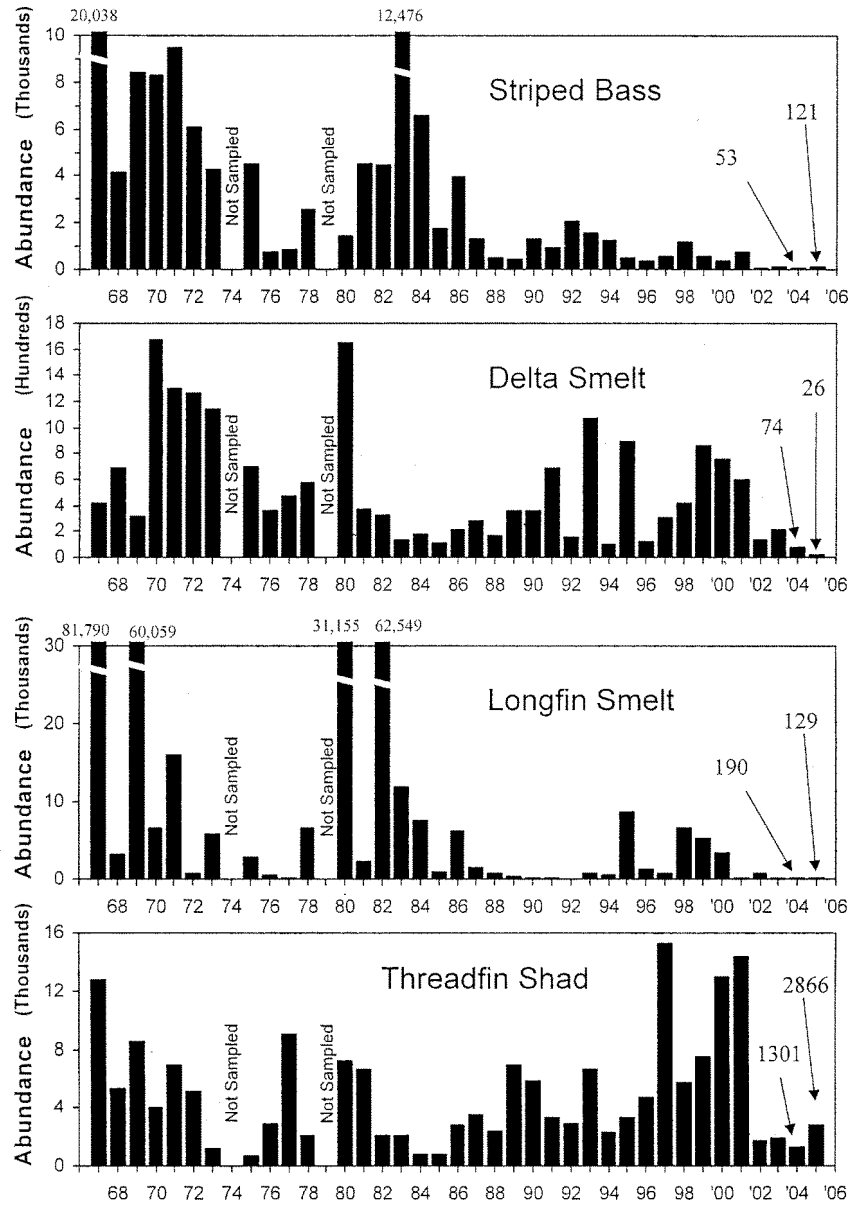 20,038 12,476
Abundance (Thousands)
10
8
6
4
2
0
Striped Bass
Not Sampled
Not Sampled
53
121
68 70 72 74 76 78 80 82 84 86 88 90 92 94 96 98 '00 '02 '04 '06
Abundance (Hundreds)
18
16
14
12
10
8
6
4
2
0
Delta Smelt
Not Sampled
Not Sampled
74
26
68 70 72 74 76 78 80 82 84 86 88 90 92 94 96 98 '00 '02 '04 '06
81,790 60,059 31,155 62,549
Abundance (Thousands)
30
20
10
0
Longfin Smelt
Not Sampled
Not Sampled
190
129
68 70 72 74 76 78 80 82 84 86 88 90 92 94 96 98 '00 '02 '04 '06
Abundance (Thousands)
16
12
8
4
0
Threadfin Shad
Not Sampled
Not Sampled
1301
2866
68 70 72 74 76 78 80 82 84 86 88 90 92 94 96 98 '00 '02 '04 '06